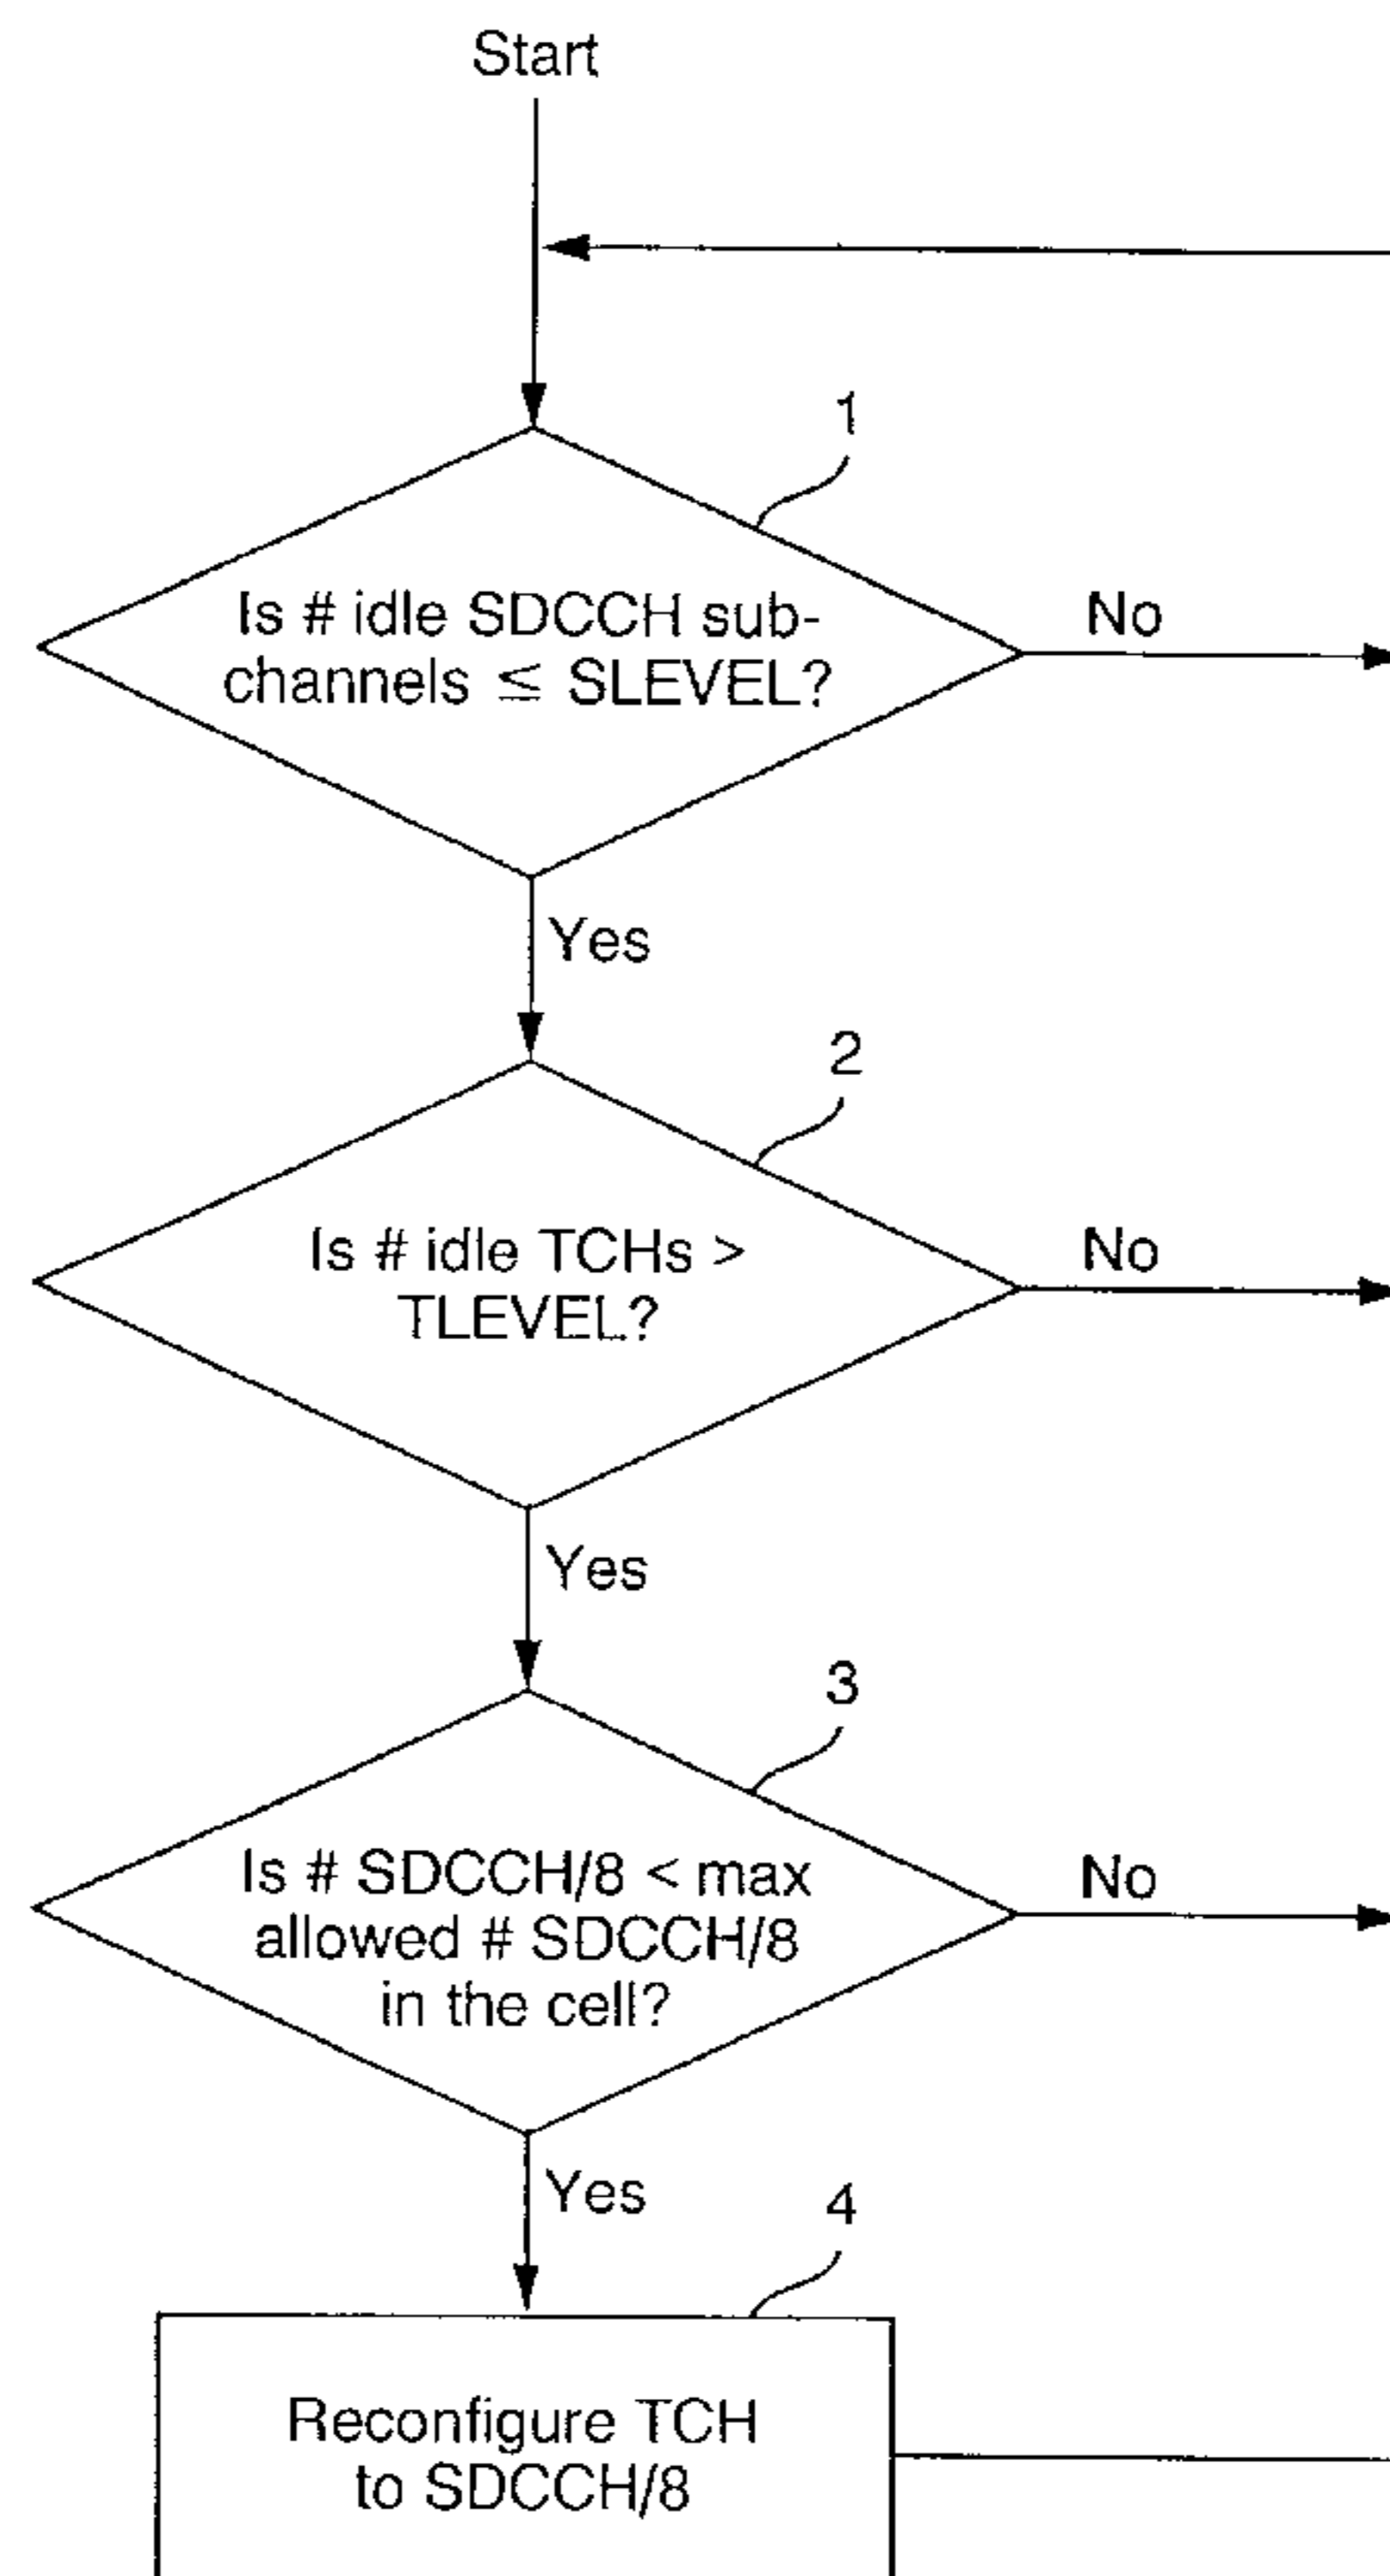 Start
1
Is # idle SDCCH sub-
channels ≦ SLEVEL?
No
Yes
2
Is # idle TCHs >
TLEVEL?
No
Yes
3
Is # SDCCH/8 < max
allowed # SDCCH/8
in the cell?
No
Yes
4
Reconfigure TCH
to SDCCH/8